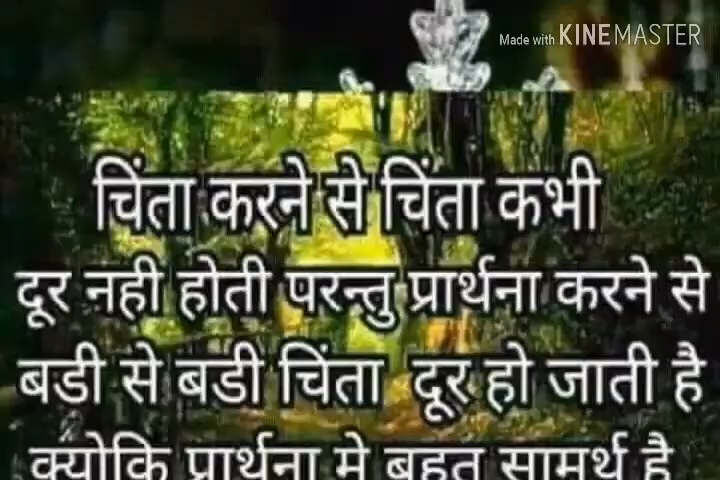 Made with KINEMASTER
चिंता करने से चिंता कभी
दूर नही होती परन्तु प्रार्थना करने से
बडी से बडी चिंता दूर हो जाती है
क्योकि प्रार्थना मे बहुत सामर्थ है